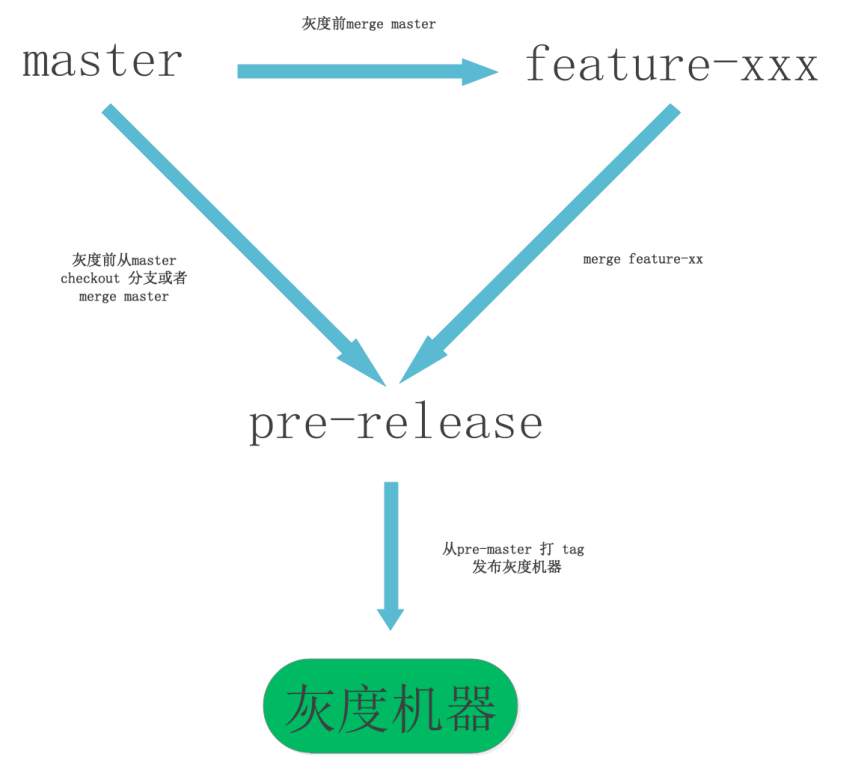 灰度前merge master
master
feature-xxx
灰度前从master
checkout 分支或者
merge master
merge feature-xx
pre-release
从pre-master 打 tag
发布灰度机器
灰度机器